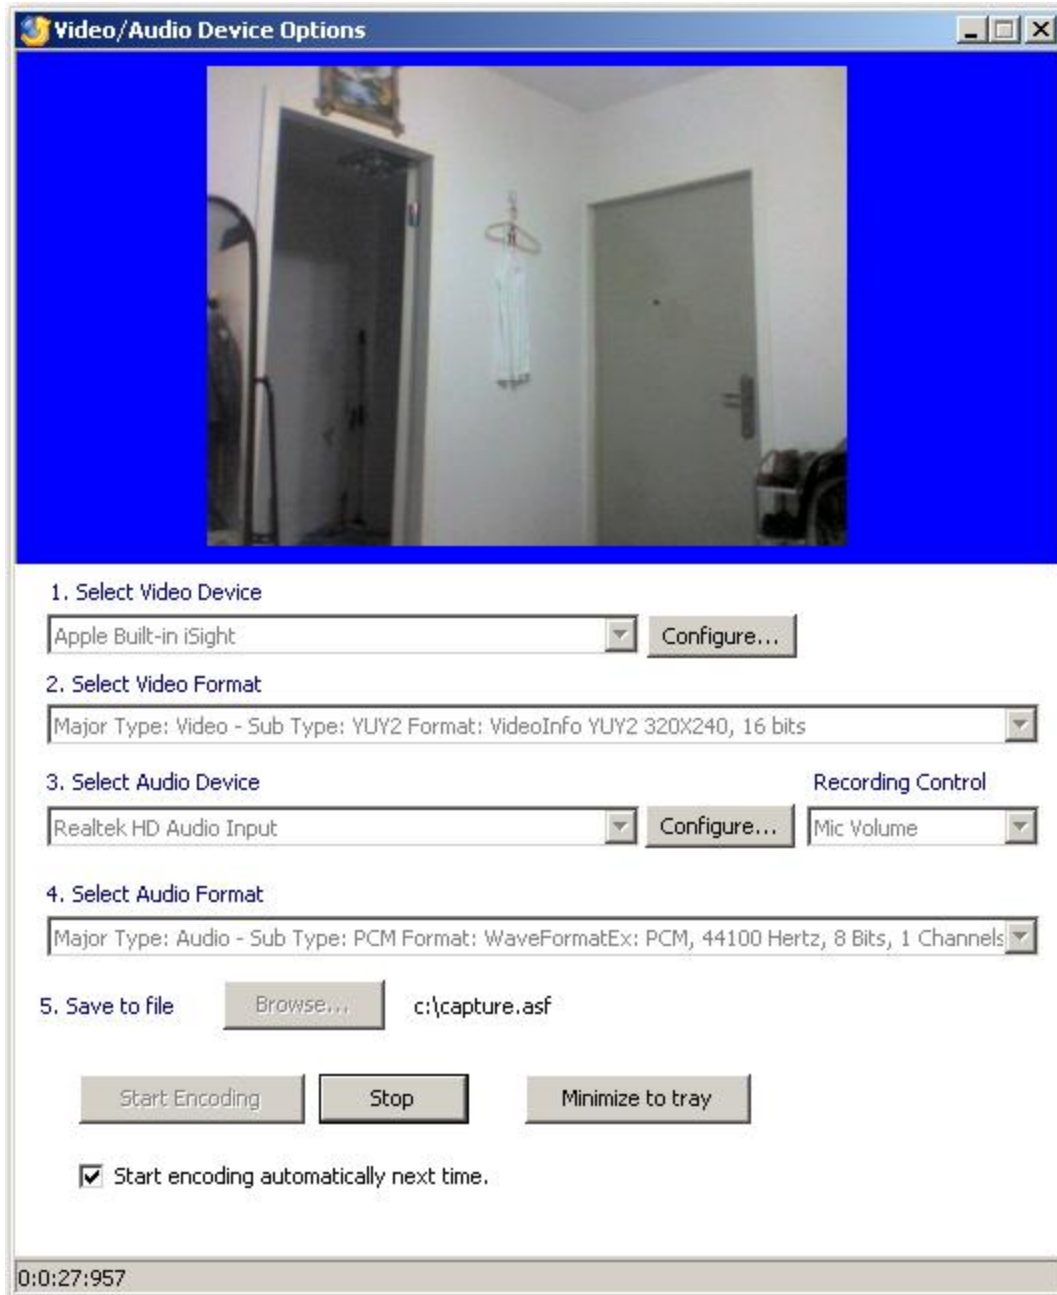 Video/Audio Device Options
1. Select Video Device
Apple Built-in iSight
Configure...
2. Select Video Format
Major Type: Video - Sub Type: YUY2 Format: VideoInfo YUY2 320X240, 16 bits
3. Select Audio Device
Recording Control
Realtek HD Audio Input
Configure...
Mic Volume
4. Select Audio Format
Major Type: Audio - Sub Type: PCM Format: WaveFormatEx: PCM, 44100 Hertz, 8 Bits, 1 Channels
5. Save to file
Browse...
c:\capture.asf
Start Encoding
Stop
Minimize to tray
Start encoding automatically next time.
0:0:27:957